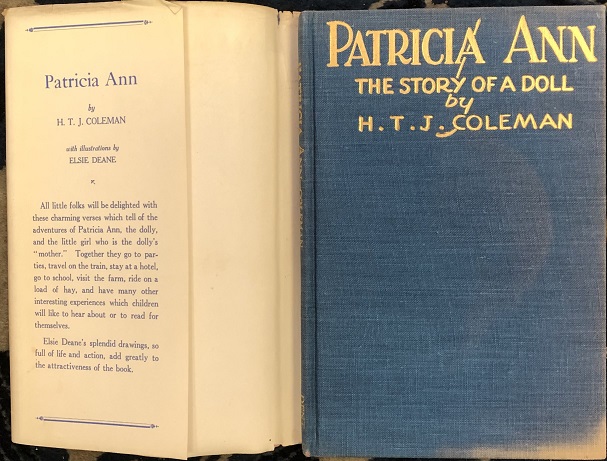 Patricia Ann
by
H. T. J. COLEMAN
with illustrations by
ELSIE DEANE
All little folks will be delighted with
these charming verses which tell of the
adventures of Patricia Ann, the dolly,
and the little girl who is the dolly's
"mother." Together they go to par-
ties, travel on the train, stay at a hotel,
go to school, visit the farm, ride on a
load of hay, and have many other
interesting experiences which children
will like to hear about or to read for
themselves.
Elsie Deane's splendid drawings, so
full of life and action, add greatly to
the attractiveness of the book.
PATRICIA ANN
THE STORY OF A DOLL
by
H. T. J. COLEMAN